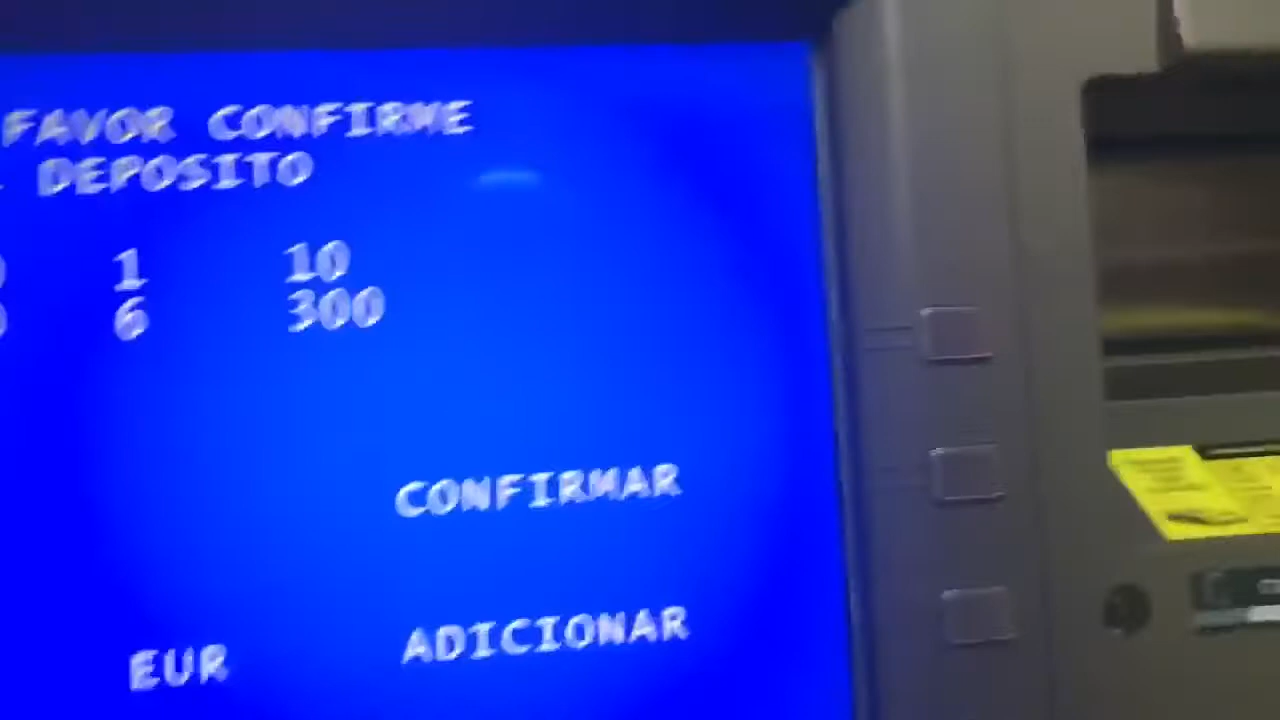 FAVOR CONFIRME
DEPOSITO
1 10
6 300
CONFIRMAR
EUR ADICIONAR